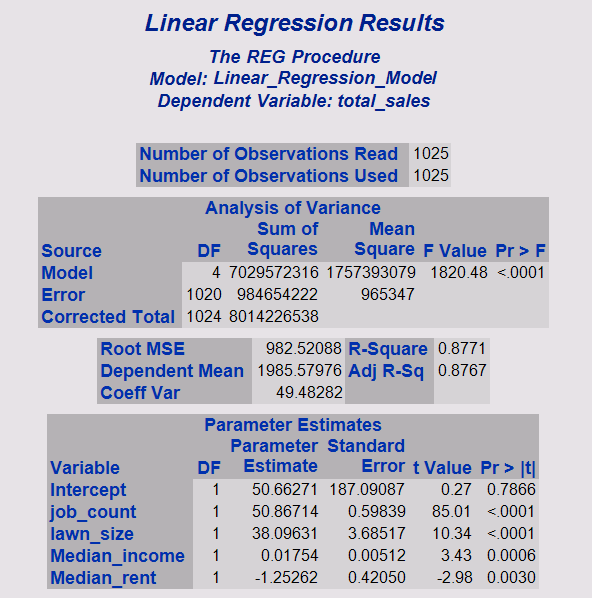 Linear Regression Results
The REG Procedure
Model: Linear_Regression_Model
Dependent Variable: total_sales
Number of Observations Read 1025
Number of Observations Used 1025
Analysis of Variance
Sum of Mean
Source DF Squares Square F Value Pr > F
Model 4 7029572316 1757393079 1820.48 <.0001
Error 1020 984654222 965347
Corrected Total 1024 8014226538
Root MSE 982.52088 R-Square 0.8771
Dependent Mean 1985.57976 Adj R-Sq 0.8767
Coeff Var 49.48282
Parameter Estimates
Parameter Standard
Variable DF Estimate Error t Value Pr > |t|
Intercept 1 50.66271 187.09087 0.27 0.7866
job_count 1 50.86714 0.59839 85.01 <.0001
lawn_size 1 38.09631 3.68517 10.34 <.0001
Median_income 1 0.01754 0.00512 3.43 0.0006
Median_rent 1 -1.25262 0.42050 -2.98 0.0030